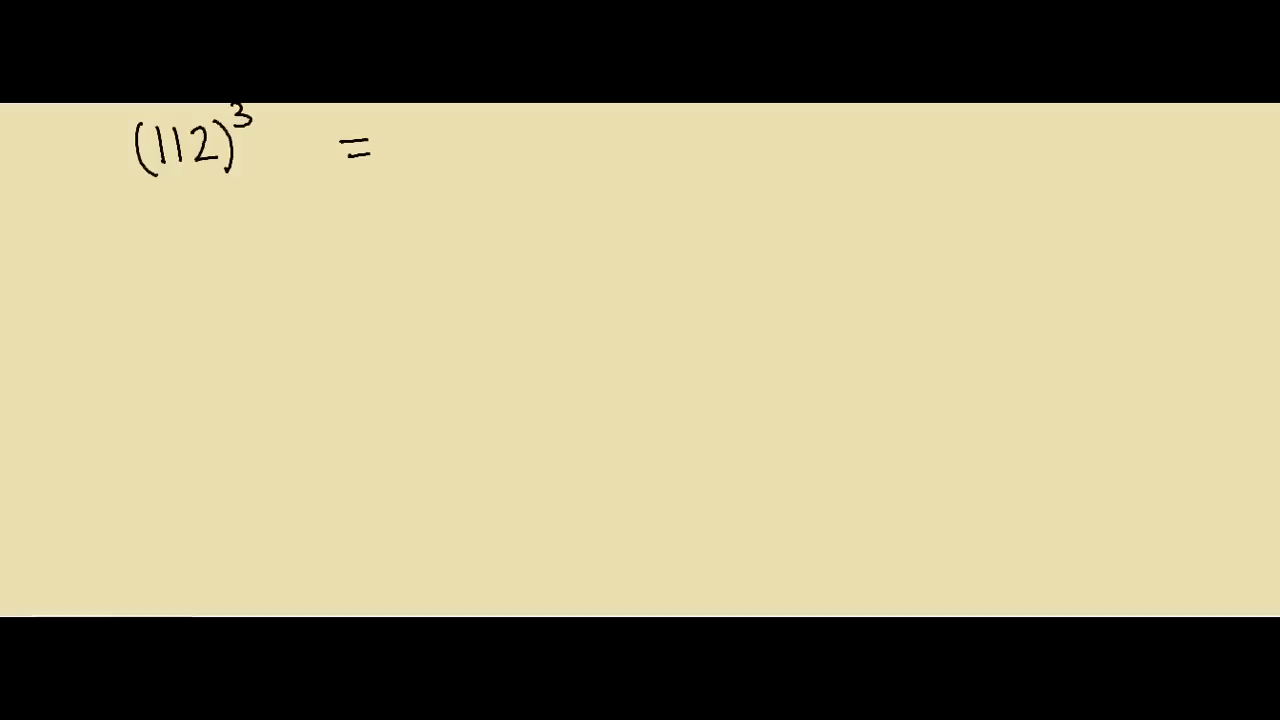 (112)³ =